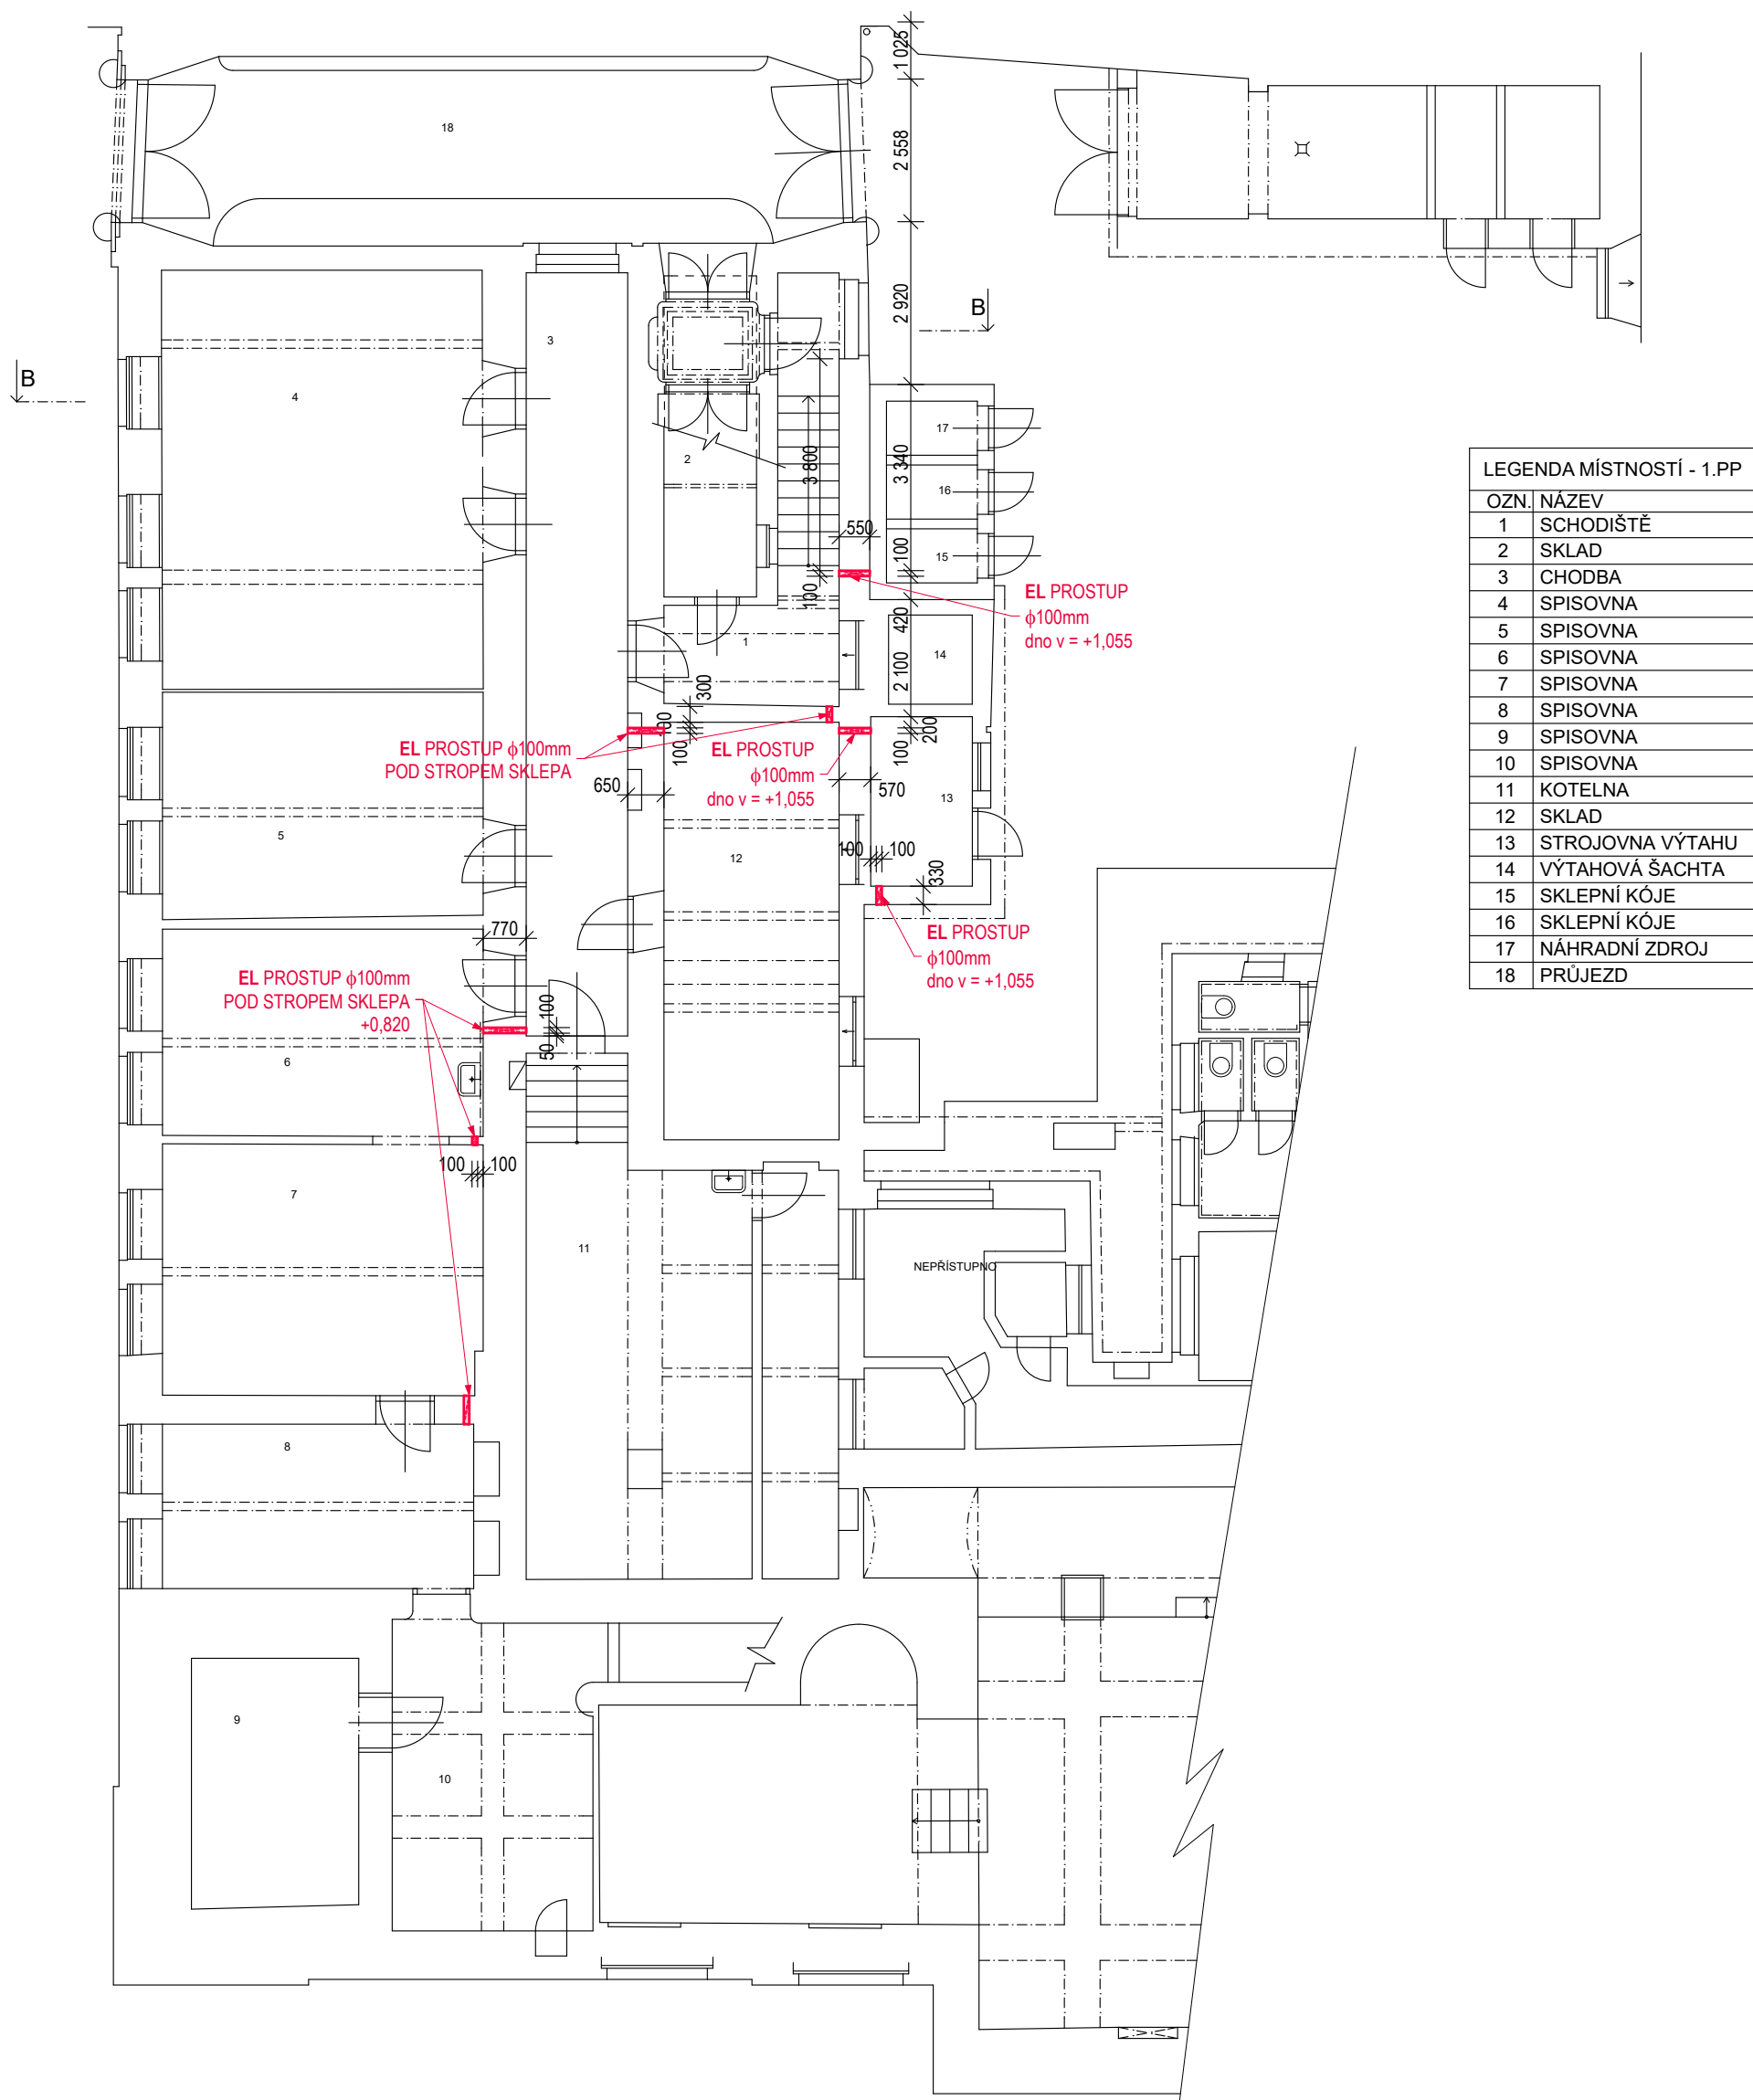 1 025
18
2 558
2 920
B
B
3
4
2
3 800
3 340
17
16
15
550
100
100
EL PROSTUP
ϕ100mm
dno v = +1,055
420
14
2 100
1
300
200
100
100
EL PROSTUP ϕ100mm
POD STROPEM SKLEPA
EL PROSTUP
ϕ100mm
dno v = +1,055
650
570
13
5
12
100
100
330
EL PROSTUP
ϕ100mm
dno v = +1,055
770
EL PROSTUP ϕ100mm
POD STROPEM SKLEPA
+0,820
100
50
6
100
100
7
11
NEPŘÍSTUPNO
8
9
10
LEGENDA MÍSTNOSTÍ - 1.PP
OZN. NÁZEV
1 SCHODIŠTĚ
2 SKLAD
3 CHODBA
4 SPISOVNA
5 SPISOVNA
6 SPISOVNA
7 SPISOVNA
8 SPISOVNA
9 SPISOVNA
10 SPISOVNA
11 KOTELNA
12 SKLAD
13 STROJOVNA VÝTAHU
14 VÝTAHOVÁ ŠACHTA
15 SKLEPNÍ KÓJE
16 SKLEPNÍ KÓJE
17 NÁHRADNÍ ZDROJ
18 PRŮJEZD